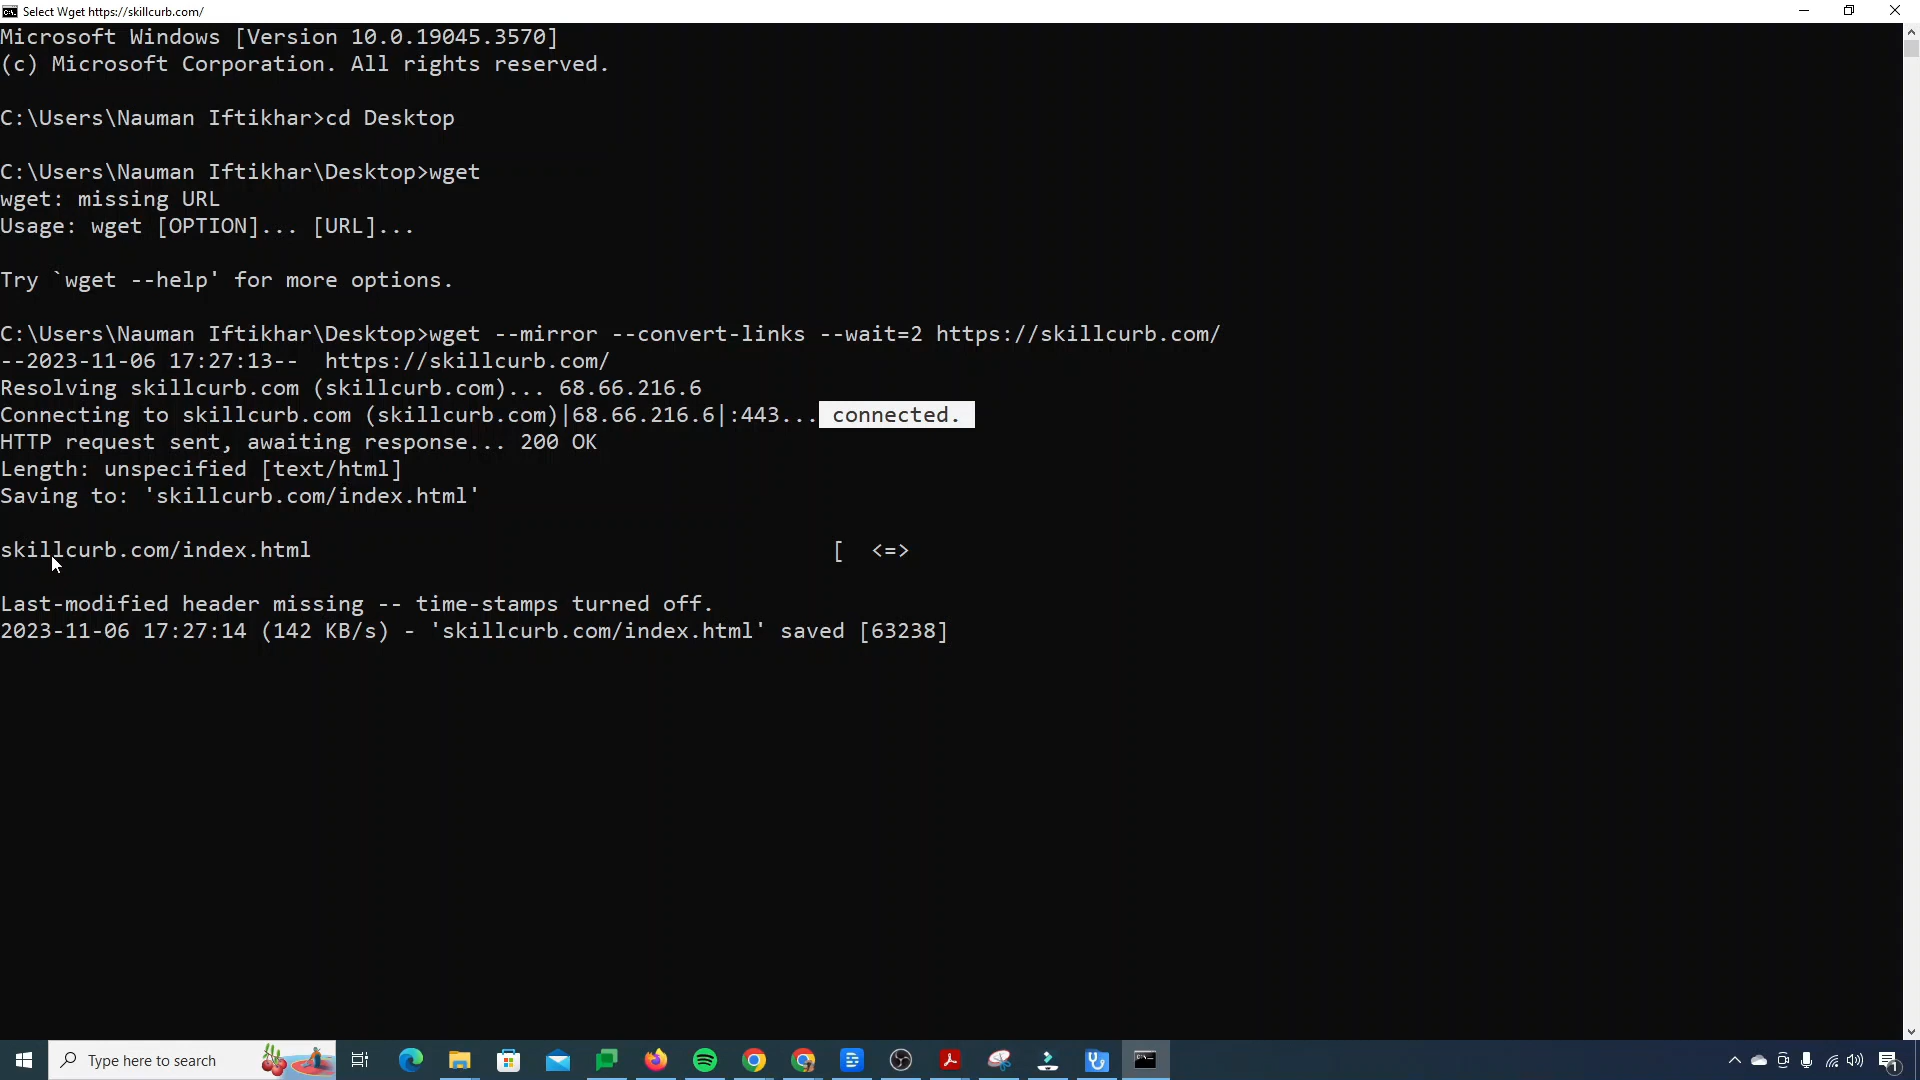 Select Wget https://skillcurb.com/
Microsoft Windows [Version 10.0.19045.3570]
(c) Microsoft Corporation. All rights reserved.
C:\Users\Nauman Iftikhar>cd Desktop
C:\Users\Nauman Iftikhar\Desktop>wget
wget: missing URL
Usage: wget [OPTION]... [URL]...
Try `wget --help' for more options.
C:\Users\Nauman Iftikhar\Desktop>wget --mirror --convert-links --wait=2 https://skillcurb.com/
--2023-11-06 17:27:13--  https://skillcurb.com/
Resolving skillcurb.com (skillcurb.com)... 68.66.216.6
Connecting to skillcurb.com (skillcurb.com)|68.66.216.6|:443... connected.
HTTP request sent, awaiting response... 200 OK
Length: unspecified [text/html]
Saving to: 'skillcurb.com/index.html'
skillcurb.com/index.html [  <=>
Last-modified header missing -- time-stamps turned off.
2023-11-06 17:27:14 (142 KB/s) - 'skillcurb.com/index.html' saved [63238]
Type here to search
1